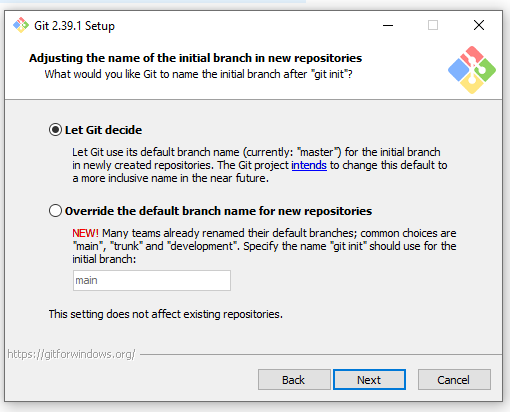 Git 2.39.1 Setup
Adjusting the name of the initial branch in new repositories
What would you like Git to name the initial branch after "git init"?
Let Git decide
Let Git use its default branch name (currently: "master") for the initial branch
in newly created repositories. The Git project intends to change this default to
a more inclusive name in the near future.
Override the default branch name for new repositories
NEW! Many teams already renamed their default branches; common choices are
"main", "trunk" and "development". Specify the name "git init" should use for the
initial branch:
main
This setting does not affect existing repositories.
https://gitforwindows.org/
Back
Next
Cancel